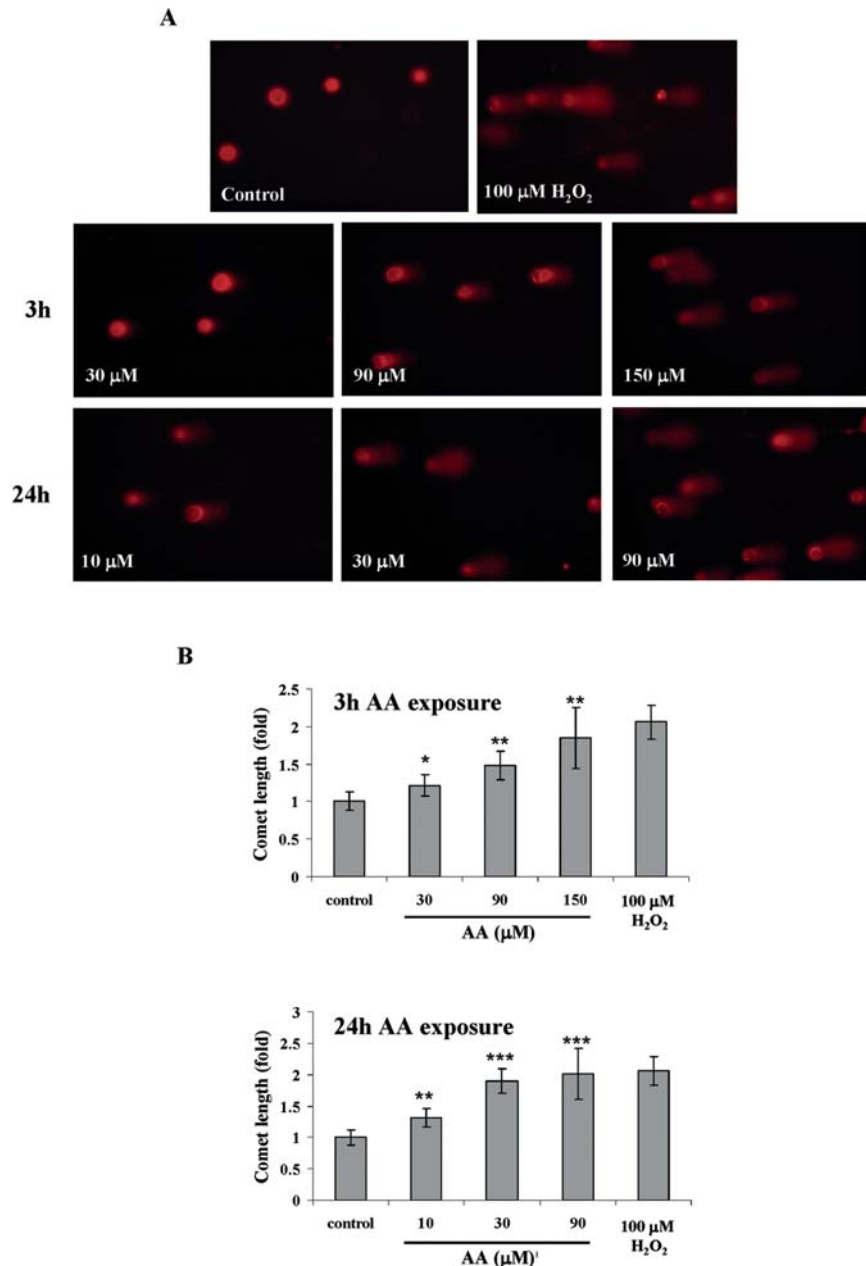 A
Control
100 μM H₂O₂
3h
30 μM
90 μM
150 μM
24h
10 μM
30 μM
90 μM
B
3h AA exposure
Comet length (fold)
2.5
2
1.5
1
0.5
0
*
**
**
control
30
90
150
100 μM
H₂O₂
AA (μM)
24h AA exposure
Comet length (fold)
3
2.5
2
1.5
1
0.5
0
**
***
***
control
10
30
90
100 μM
H₂O₂
AA (μM)